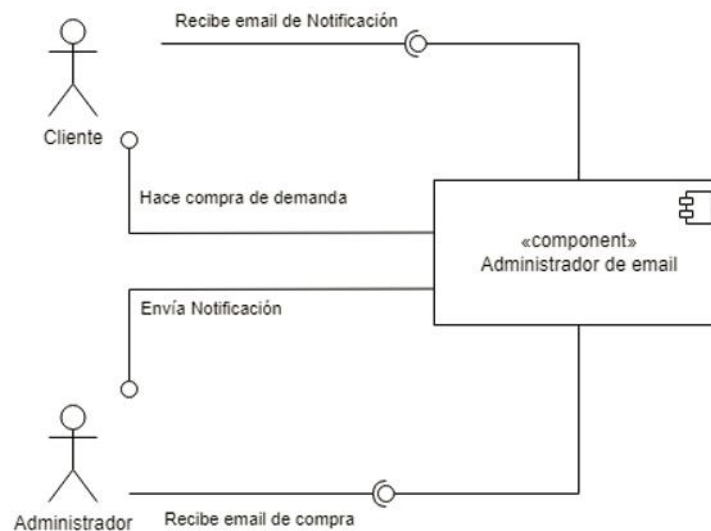 Recibe email de Notificación
Cliente
Hace compra de demanda
«component»
Administrador de email
Envía Notificación
Administrador
Recibe email de compra